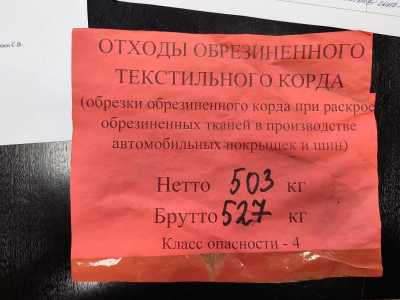 ОТХОДЫ ОБРЕЗИНЕННОГО
ТЕКСТИЛЬНОГО КОРДА
(обрезки обрезиненного корда при раскрое
обрезиненных тканей в производстве
автомобильных покрышек и шин)
Нетто 503 кг
Брутто 527 кг
Класс опасности - 4